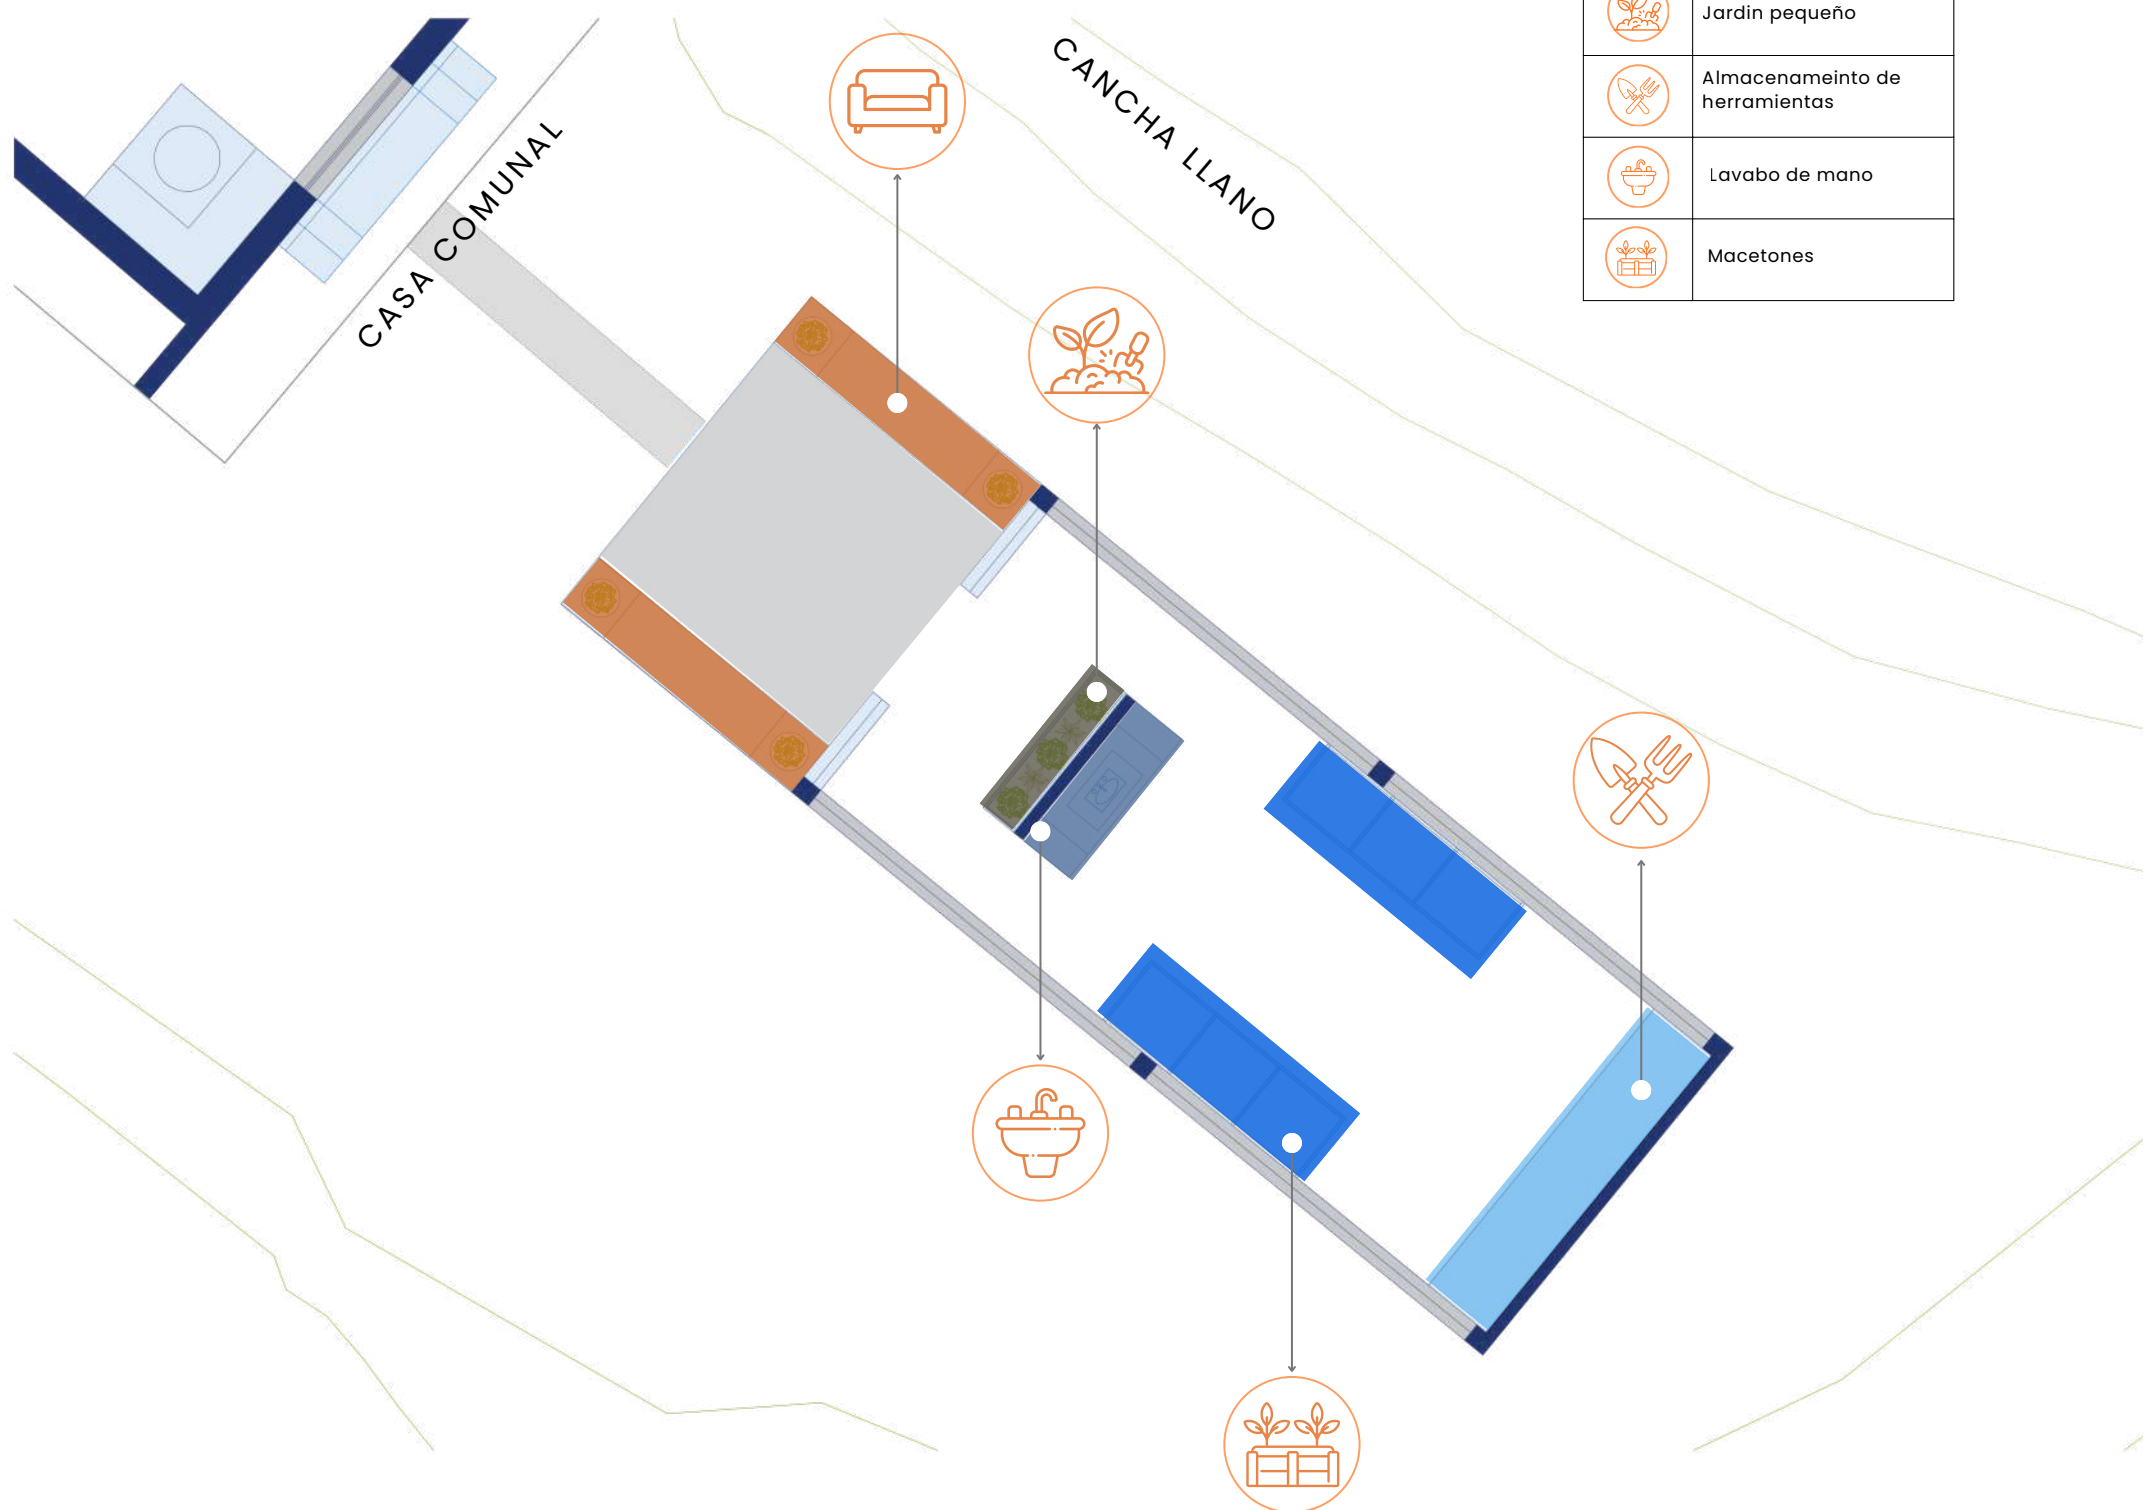 Jardin pequeño
CANCHA LLANO
Almacenameinto de
herramientas
CASA COMUNAL
Lavabo de mano
Macetones